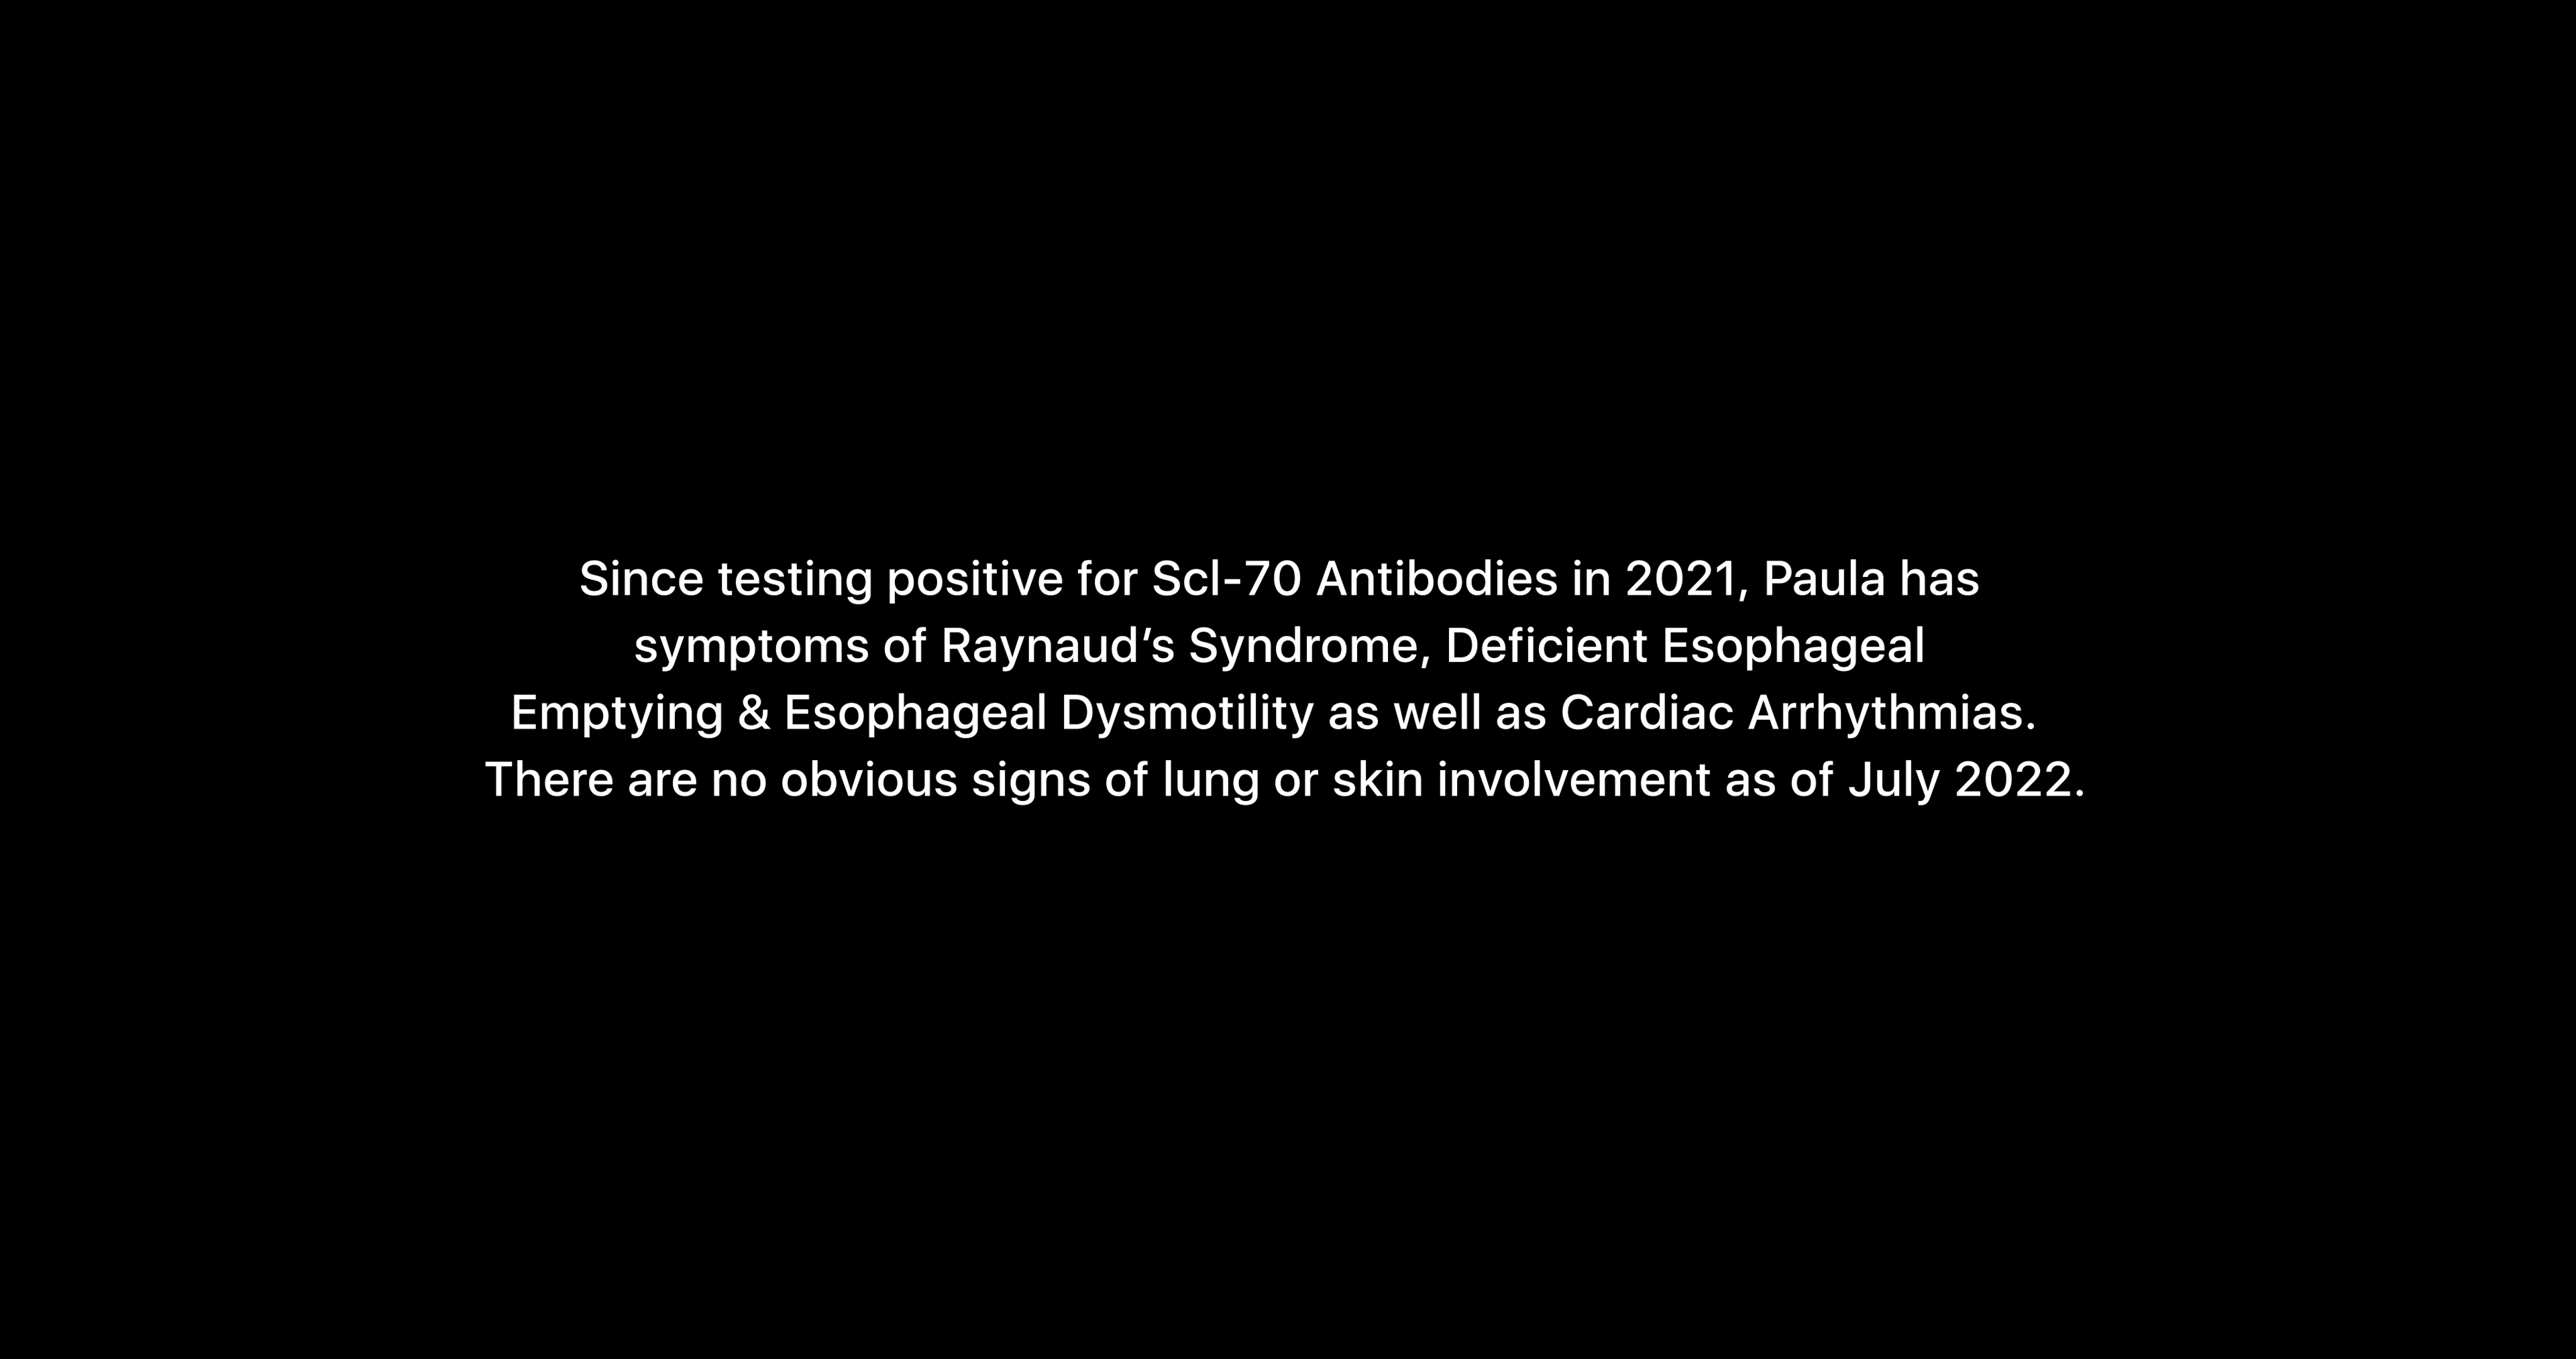 Since testing positive for Scl-70 Antibodies in 2021, Paula has
symptoms of Raynaud’s Syndrome, Deficient Esophageal
Emptying & Esophageal Dysmotility as well as Cardiac Arrhythmias.
There are no obvious signs of lung or skin involvement as of July 2022.